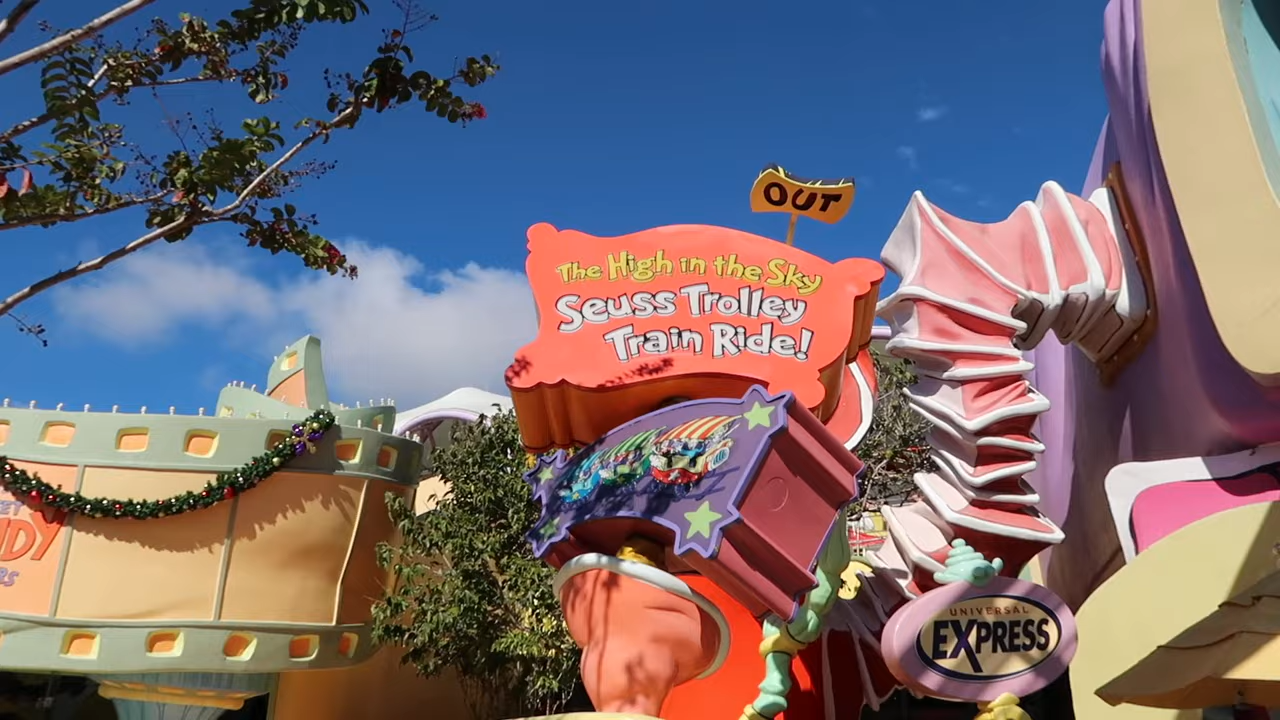 OUT
The High in the Sky
Seuss Trolley
Train Ride!
UNIVERSAL
EXPRESS